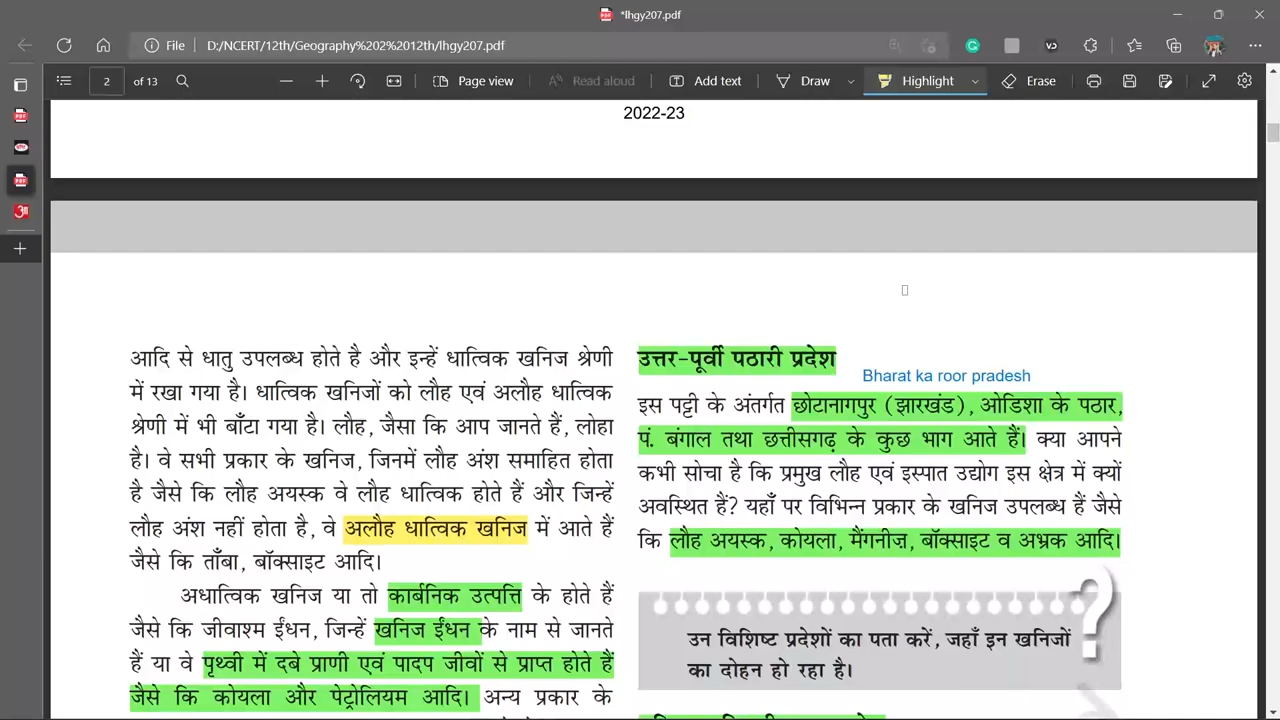 *lhgy207.pdf
File D:/NCERT/12th/Geography%202%2012th/lhgy207.pdf
2 of 13 Page view Read aloud Add text Draw Highlight Erase
2022-23
आदि से धातु उपलब्ध होते है और इन्हें धात्विक खनिज श्रेणी
में रखा गया है। धात्विक खनिजों को लौह एवं अलौह धात्विक
श्रेणी में भी बाँटा गया है। लौह, जैसा कि आप जानते हैं, लोहा
है। वे सभी प्रकार के खनिज, जिनमें लौह अंश समाहित होता
है जैसे कि लौह अयस्क वे लौह धात्विक होते हैं और जिन्हें
लौह अंश नहीं होता है, वे अलौह धात्विक खनिज में आते हैं
जैसे कि ताँबा, बॉक्साइट आदि।
अधात्विक खनिज या तो कार्बनिक उत्पत्ति के होते हैं
जैसे कि जीवाश्म ईंधन, जिन्हें खनिज ईंधन के नाम से जानते
हैं या वे पृथ्वी में दबे प्राणी एवं पादप जीवों से प्राप्त होते हैं
जैसे कि कोयला और पेट्रोलियम आदि। अन्य प्रकार के
उत्तर-पूर्वी पठारी प्रदेश
Bharat ka roor pradesh
इस पट्टी के अंतर्गत छोटानागपुर (झारखंड), ओडिशा के पठार,
पं. बंगाल तथा छत्तीसगढ़ के कुछ भाग आते हैं। क्या आपने
कभी सोचा है कि प्रमुख लौह एवं इस्पात उद्योग इस क्षेत्र में क्यों
अवस्थित हैं? यहाँ पर विभिन्न प्रकार के खनिज उपलब्ध हैं जैसे
कि लौह अयस्क, कोयला, मैंगनीज़, बॉक्साइट व अभ्रक आदि।
उन विशिष्ट प्रदेशों का पता करें, जहाँ इन खनिजों
का दोहन हो रहा है।
?